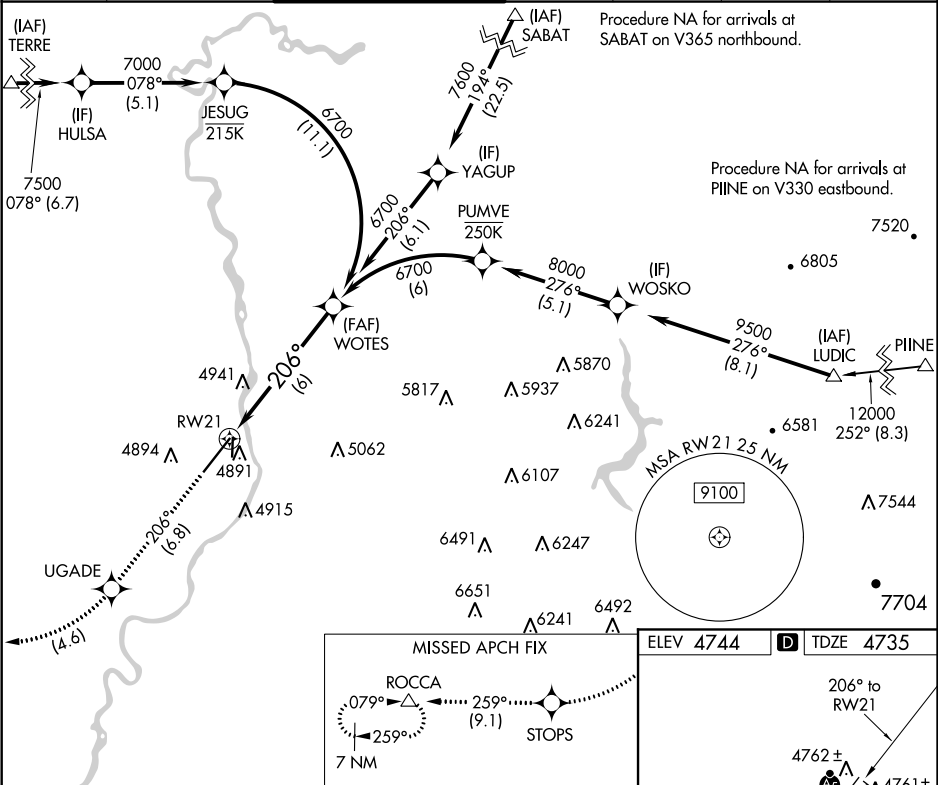 (IAF)
TERRE
7000
078°
(5.1)
(IF)
HULSA
JESUG
215K
7500
078° (6.7)
6700
(11.1)
(IAF)
SABAT
7600
194°
(22.5)
Procedure NA for arrivals at
SABAT on V365 northbound.
(IF)
YAGUP
6700
206°
(6.1)
PUMVE
250K
6700
(6)
Procedure NA for arrivals at
PIINE on V330 eastbound.
7520
6805
8000
276°
(5.1)
(IF)
WOSKO
9500
276°
(8.1)
(IAF)
LUDIC
PIINE
12000
252° (8.3)
(FAF)
WOTES
206°
(6)
4941
RW21
4894
4891
5062
4915
5817
5937
5870
6241
6107
6581
MSA RW21 25 NM
9100
7544
7704
206°
(6.8)
UGADE
(4.6)
6491
6247
6651
6241
6492
MISSED APCH FIX
ROCCA
079°
259°
7 NM
259°
(9.1)
STOPS
ELEV 4744
D
TDZE 4735
206° to
RW21
4762 ±
4761±